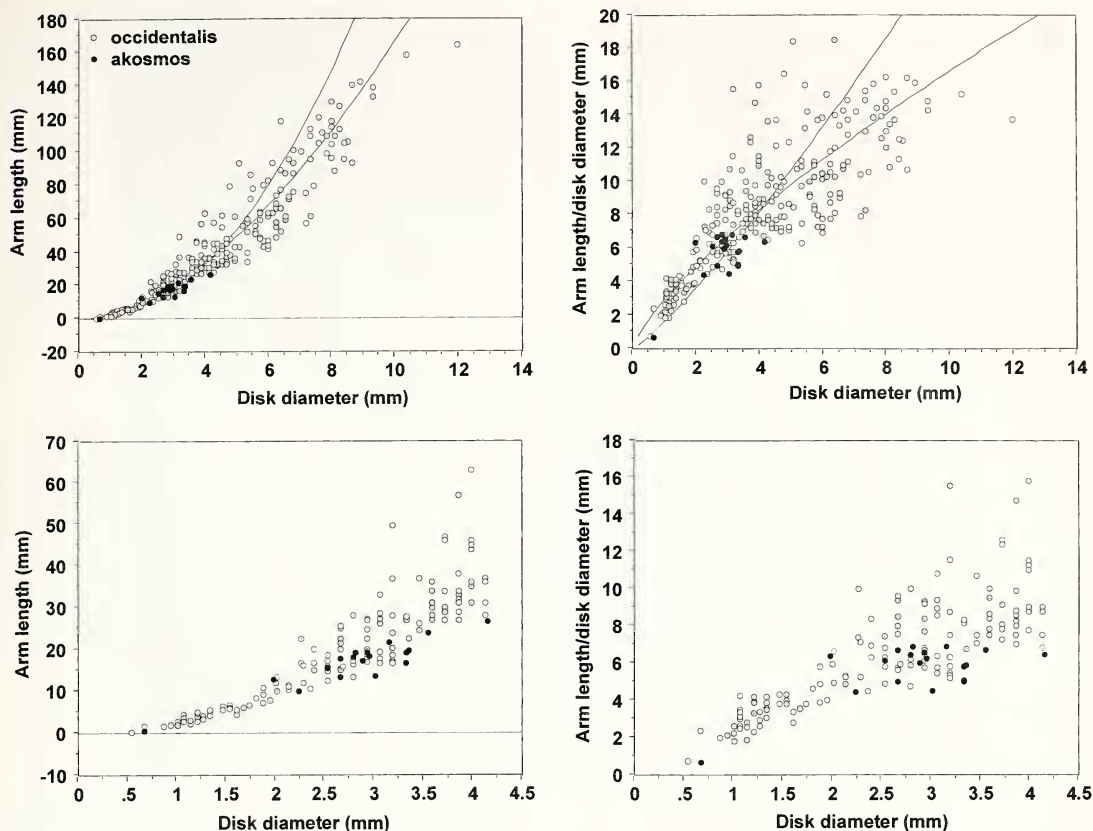 180
160
140
120
100
80
60
40
20
0
-20
Arm length (mm)
occidentalis
akosmos
0 2 4 6 8 10 12 14
Disk diameter (mm)
20
18
16
14
12
10
8
6
4
2
0
Arm length/disk diameter (mm)
0 2 4 6 8 10 12 14
Disk diameter (mm)
70
60
50
40
30
20
10
0
-10
Arm length (mm)
0 .5 1 1.5 2 2.5 3 3.5 4 4.5
Disk diameter (mm)
18
16
14
12
10
8
6
4
2
0
Arm length/disk diameter (mm)
0 .5 1 1.5 2 2.5 3 3.5 4 4.5
Disk diameter (mm)